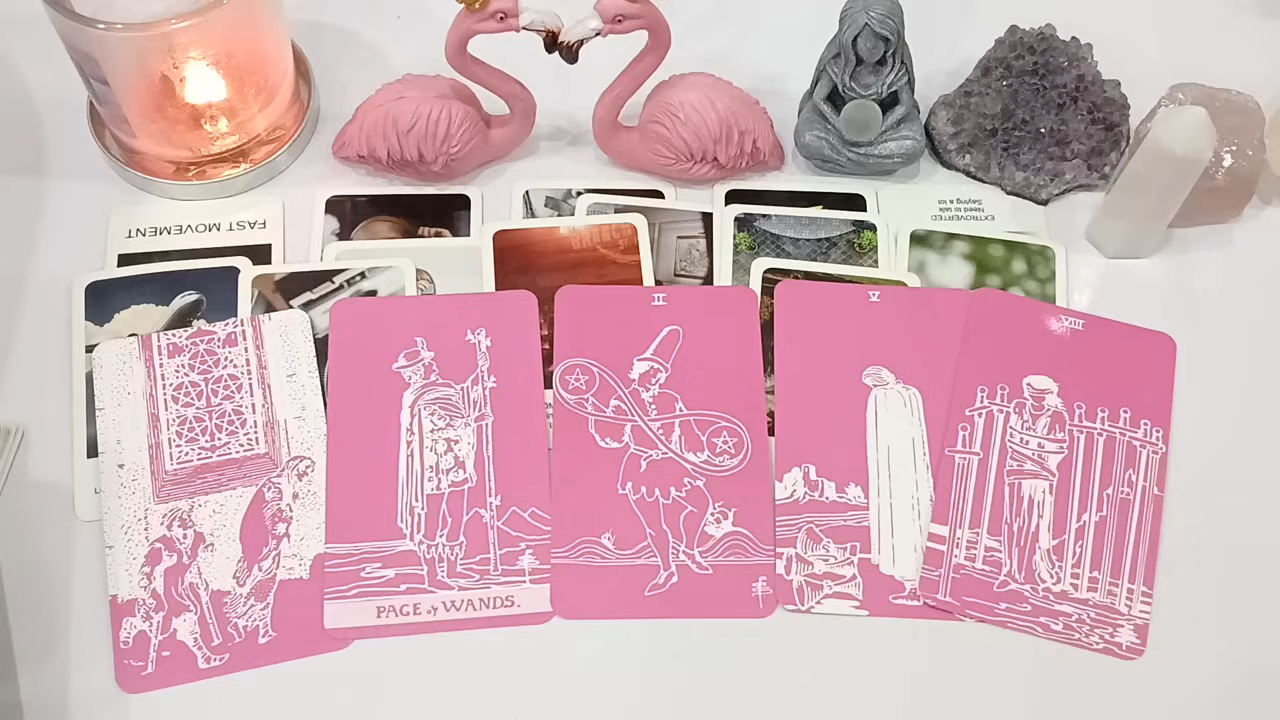 FAST MOVEMENT
EXTROVERTED
Need to talk
Saying a lot
II
V
VIII
PAGE of WANDS.